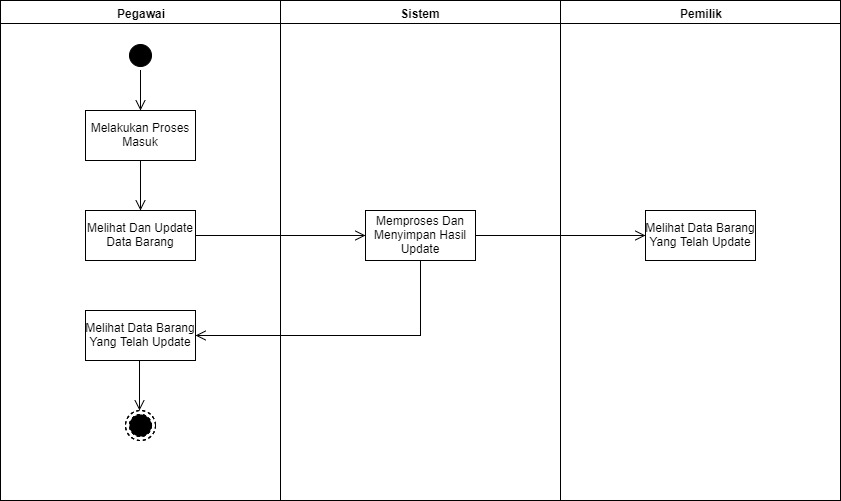 Pegawai
Sistem
Pemilik
Melakukan Proses
Masuk
Melihat Dan Update
Data Barang
Memproses Dan
Menyimpan Hasil
Update
Melihat Data Barang
Yang Telah Update
Melihat Data Barang
Yang Telah Update